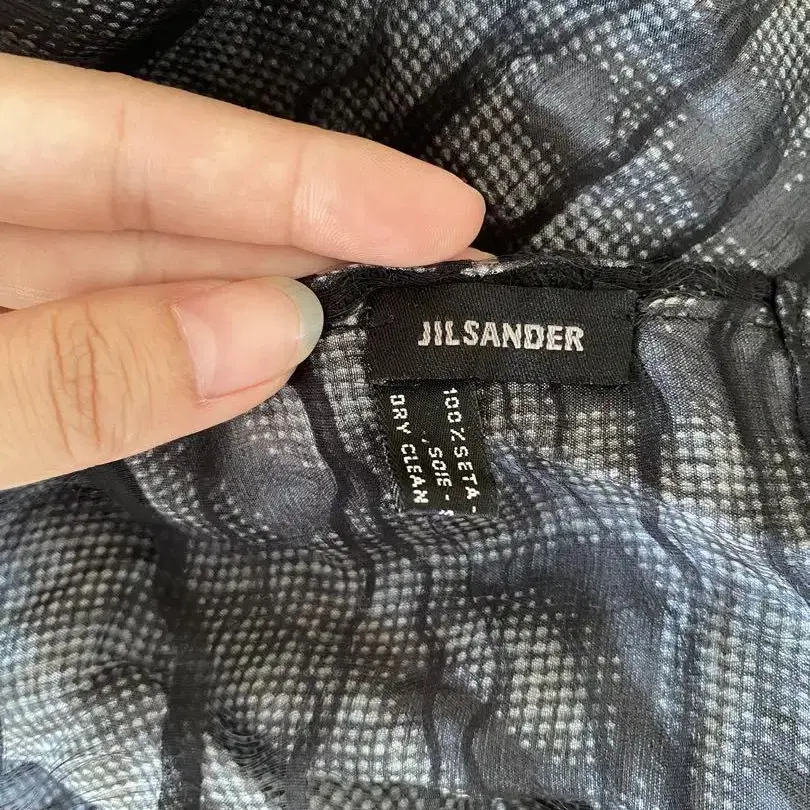 JILSANDER
100 % SETA -
/ SOIE -
DRY CLEAN